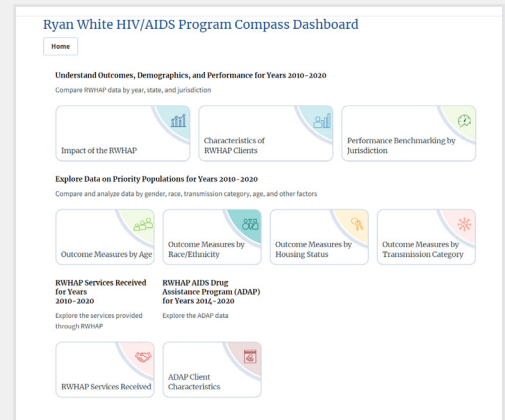 Ryan White HIV/AIDS Program Compass Dashboard
Home
Understand Outcomes, Demographics, and Performance for Years 2010-2020
Compare RWHAP data by year, state, and jurisdiction
Impact of the RWHAP
Characteristics of
RWHAP Clients
Performance Benchmarking by
Jurisdiction
Explore Data on Priority Populations for Years 2010-2020
Compare and analyze data by gender, race, transmission category, age, and other factors
Outcome Measures by Age
Outcome Measures by
Race/Ethnicity
Outcome Measures by
Housing Status
Outcome Measures by
Transmission Category
RWHAP Services Received
for Years
2010-2020
Explore the services provided
through RWHAP
RWHAP AIDS Drug
Assistance Program (ADAP)
for Years 2014-2020
Explore the ADAP data
RWHAP Services Received
ADAP Client
Characteristics